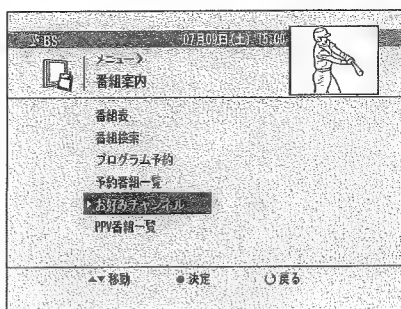 BS 07月09日(土) 15:00
メニュー〉
番組案内
番組表
番組検索
プログラム予約
予約番組一覧
▶お好みチャンネル
PPV番組一覧
▲▼移動 ●決定 戻る